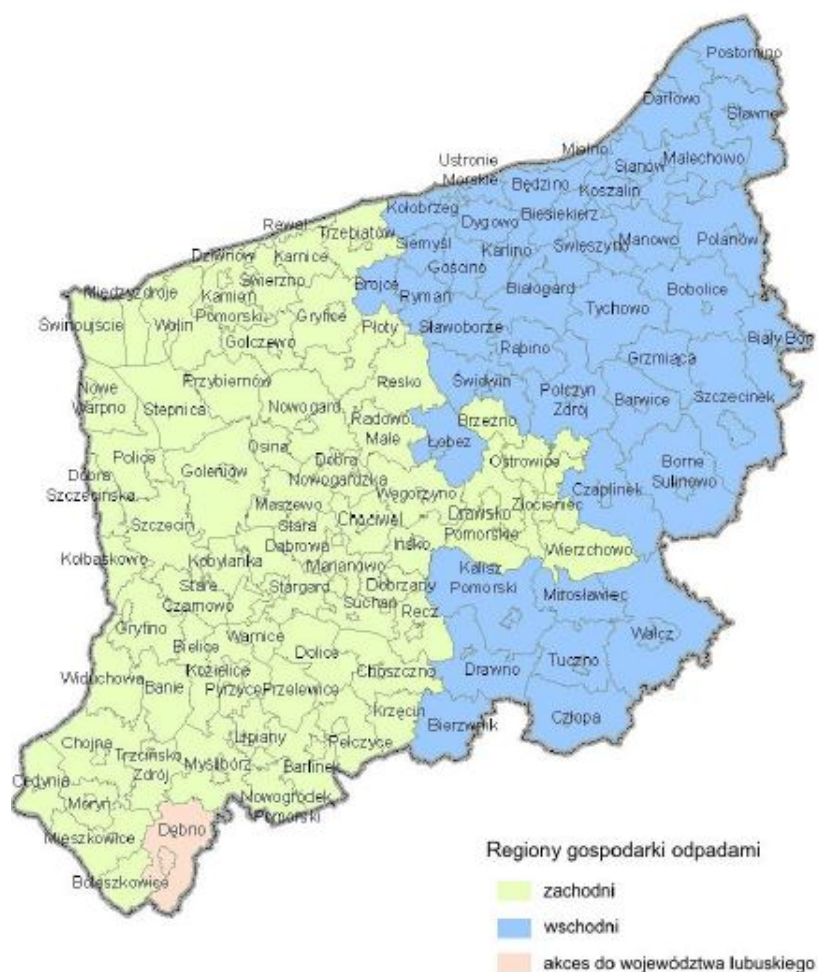 Postomino
Darłowo
Sławno
Mielno
Ustronie
Morskie
Sianów
Malechowo
Będzino
Koszalin
Kołobrzeg
Dygowo
Biesiekierz
Rewal
Trzebiatów
Siemyśl
Karlino
Świeszyno
Manowo
Polanów
Dziwnów
Karnice
Gościno
Międzyzdroje
Świerzno
Brojce
Rymań
Białogard
Bobolice
Kamień
Pomorski
Gryfice
Tychowo
Świnoujście
Wolin
Płoty
Sławoborze
Golczewo
Rąbino
Biały Bór
Grzmiąca
Przybiernów
Resko
Świdwin
Połczyn
Zdrój
Barwice
Szczecinek
Nowe
Warpno
Stepnica
Nowogard
Radowo
Małe
Brzeżno
Łobez
Osina
Police
Dobra
Nowogardzka
Ostrowice
Borne
Sulinowo
Dobra
Szczecińska
Goleniów
Węgorzyno
Czaplinek
Maszewo
Złocieniec
Szczecin
Stara
Dąbrowa
Chociwel
Drawsko
Pomorskie
Ińsko
Wierzchowo
Kołbaskowo
Kobylanka
Marianowo
Kalisz
Pomorski
Stare
Czarnowo
Stargard
Dobrzany
Suchań
Mirosławiec
Recz
Gryfino
Warnice
Wałcz
Bielice
Dolice
Widuchowa
Kozielice
Choszczno
Drawno
Tuczno
Banie
Pyrzyce
Przelewice
Krzęcin
Bierzwnik
Człopa
Chojna
Lipiany
Pełczyce
Trzcińsko
Zdrój
Myślibórz
Barlinek
Cedynia
Moryń
Nowogródek
Pomorski
Mieszkowice
Dębno
Boleszkowice
Regiony gospodarki odpadami
zachodni
wschodni
akces do województwa lubuskiego